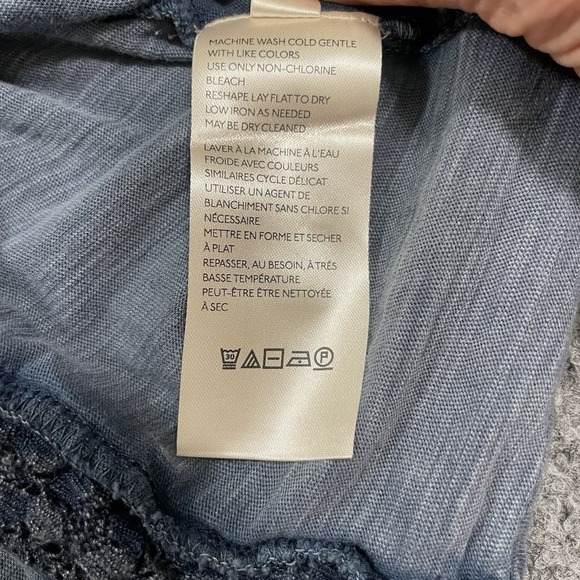 MACHINE WASH COLD GENTLE
WITH LIKE COLORS
USE ONLY NON-CHLORINE
BLEACH
RESHAPE LAY FLAT TO DRY
LOW IRON AS NEEDED
MAY BE DRY CLEANED
LAVER À LA MACHINE À L'EAU
FROIDE AVEC COULEURS
SIMILAIRES CYCLE DÉLICAT
UTILISER UN AGENT DE
BLANCHIMENT SANS CHLORE SI
NÉCESSAIRE
METTRE EN FORME ET SECHER
À PLAT
REPASSER, AU BESOIN, À TRÉS
BASSE TEMPÉRATURE
PEUT-ÊTRE ÊTRE NETTOYÉE
À SEC
30 P